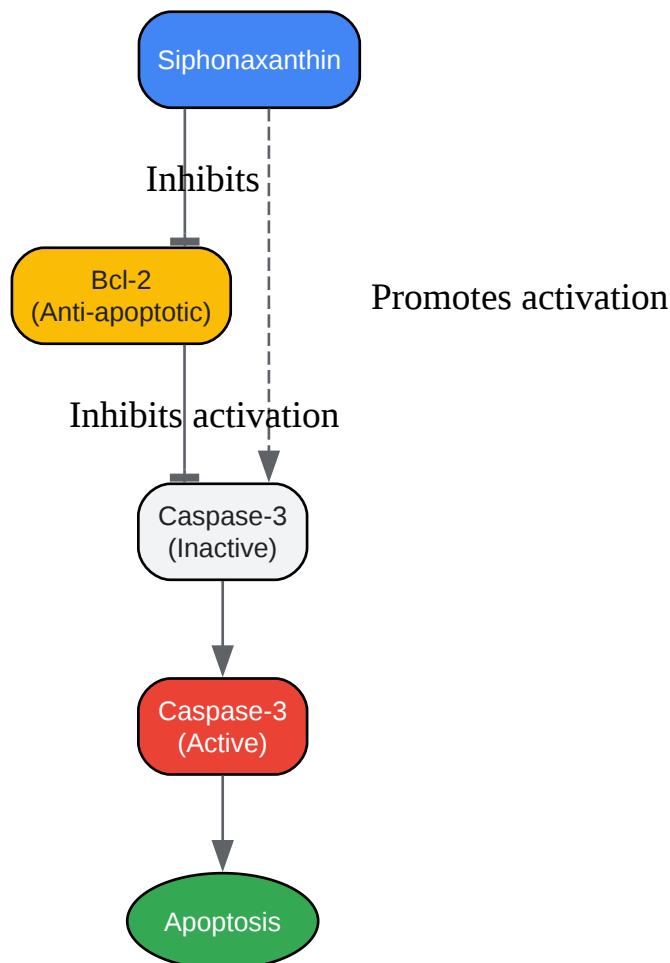 Siphonaxanthin
Inhibits
Bcl-2
(Anti-apoptotic)
Promotes activation
Inhibits activation
Caspase-3
(Inactive)
Caspase-3
(Active)
Apoptosis